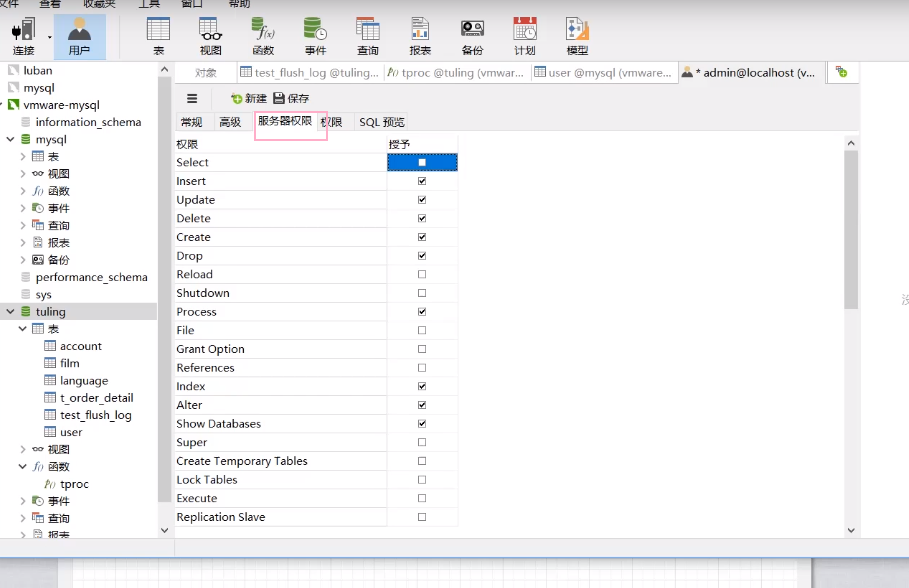 文件 查看 收藏夹 工具 窗口 帮助
连接 用户 表 视图 函数 事件 查询 报表 备份 计划 模型
luban
mysql
vmware-mysql
information_schema
mysql
表
视图
函数
事件
查询
报表
备份
performance_schema
sys
tuling
表
account
film
language
t_order_detail
test_flush_log
user
视图
函数
tproc
事件
查询
报表
对象 test_flush_log @tuling... tproc @tuling (vmwar... user @mysql (vmware... * admin@localhost (v...
新建 保存
常规 高级 服务器权限 权限 SQL 预览
权限 授予
Select
Insert
Update
Delete
Create
Drop
Reload
Shutdown
Process
File
Grant Option
References
Index
Alter
Show Databases
Super
Create Temporary Tables
Lock Tables
Execute
Replication Slave